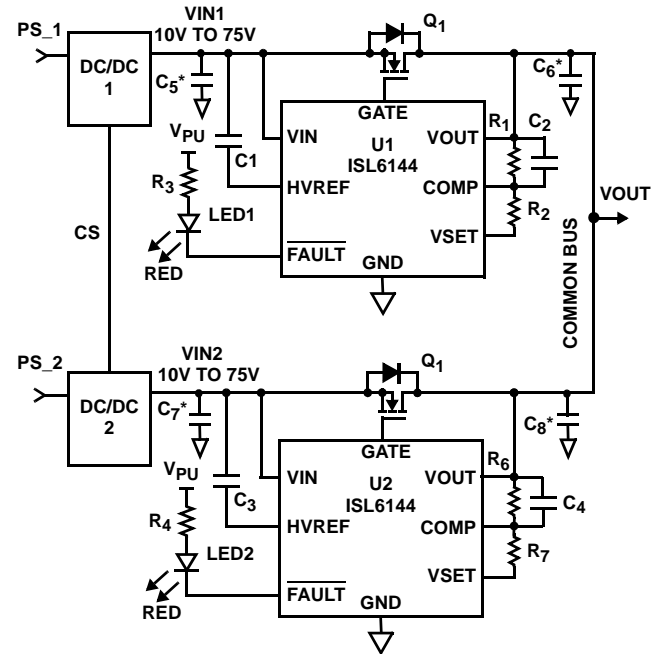 PS_1
VIN1
10V TO 75V
Q1
DC/DC
1
C5*
C6*
GATE
VPU
C1
VIN
U1
ISL6144
VOUT
R1
C2
R3
HVREF
COMP
VOUT
LED1
R2
CS
VSET
RED
FAULT
GND
COMMON BUS
PS_2
VIN2
10V TO 75V
Q1
DC/DC
2
C7*
C8*
GATE
VPU
C3
VIN
U2
ISL6144
VOUT
R6
C4
R4
HVREF
COMP
LED2
R7
VSET
RED
FAULT
GND